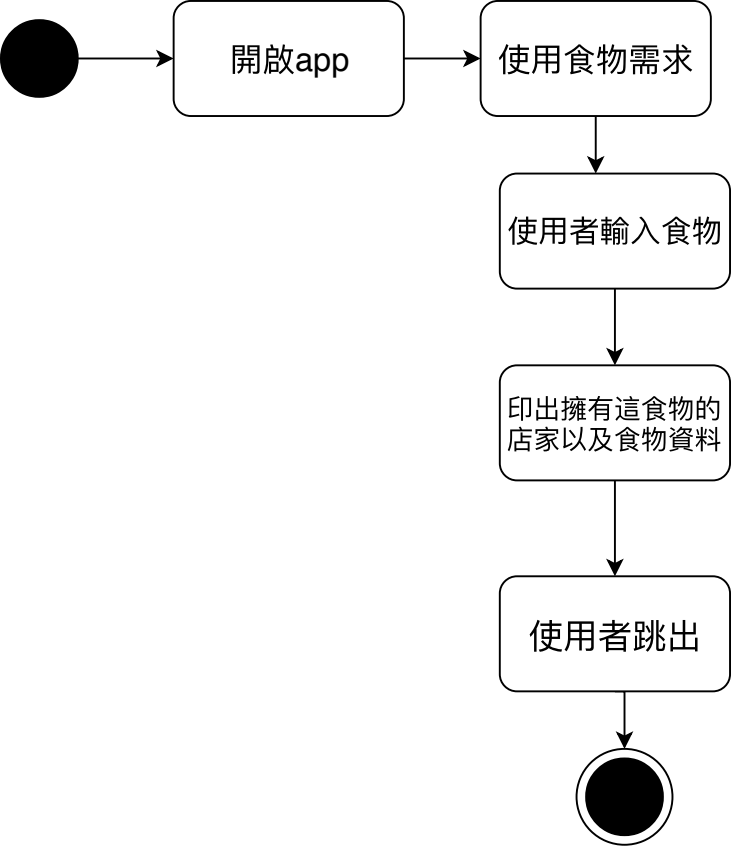 開啟app
使用食物需求
使用者輸入食物
印出擁有這食物的
店家以及食物資料
使用者跳出